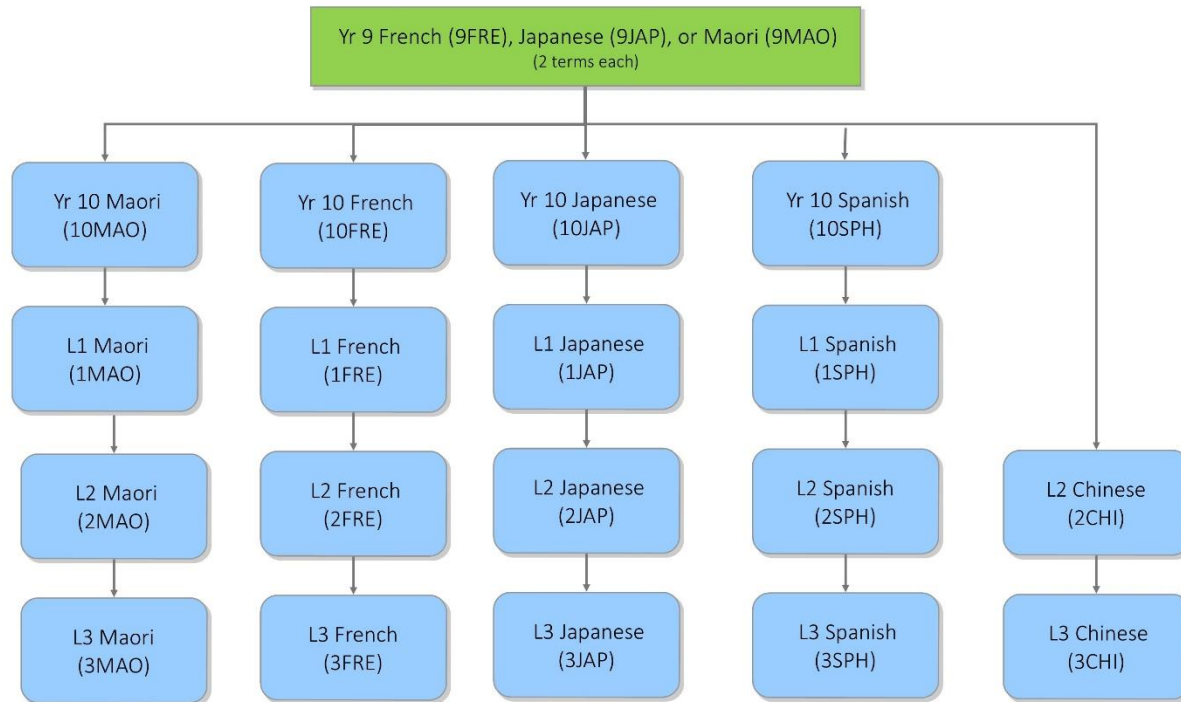 Yr 9 French (9FRE), Japanese (9JAP), or Maori (9MAO)
(2 terms each)
Yr 10 Maori
(10MAO)
Yr 10 French
(10FRE)
Yr 10 Japanese
(10JAP)
Yr 10 Spanish
(10SPH)
L1 Maori
(1MAO)
L1 French
(1FRE)
L1 Japanese
(1JAP)
L1 Spanish
(1SPH)
L2 Maori
(2MAO)
L2 French
(2FRE)
L2 Japanese
(2JAP)
L2 Spanish
(2SPH)
L2 Chinese
(2CHI)
L3 Maori
(3MAO)
L3 French
(3FRE)
L3 Japanese
(3JAP)
L3 Spanish
(3SPH)
L3 Chinese
(3CHI)